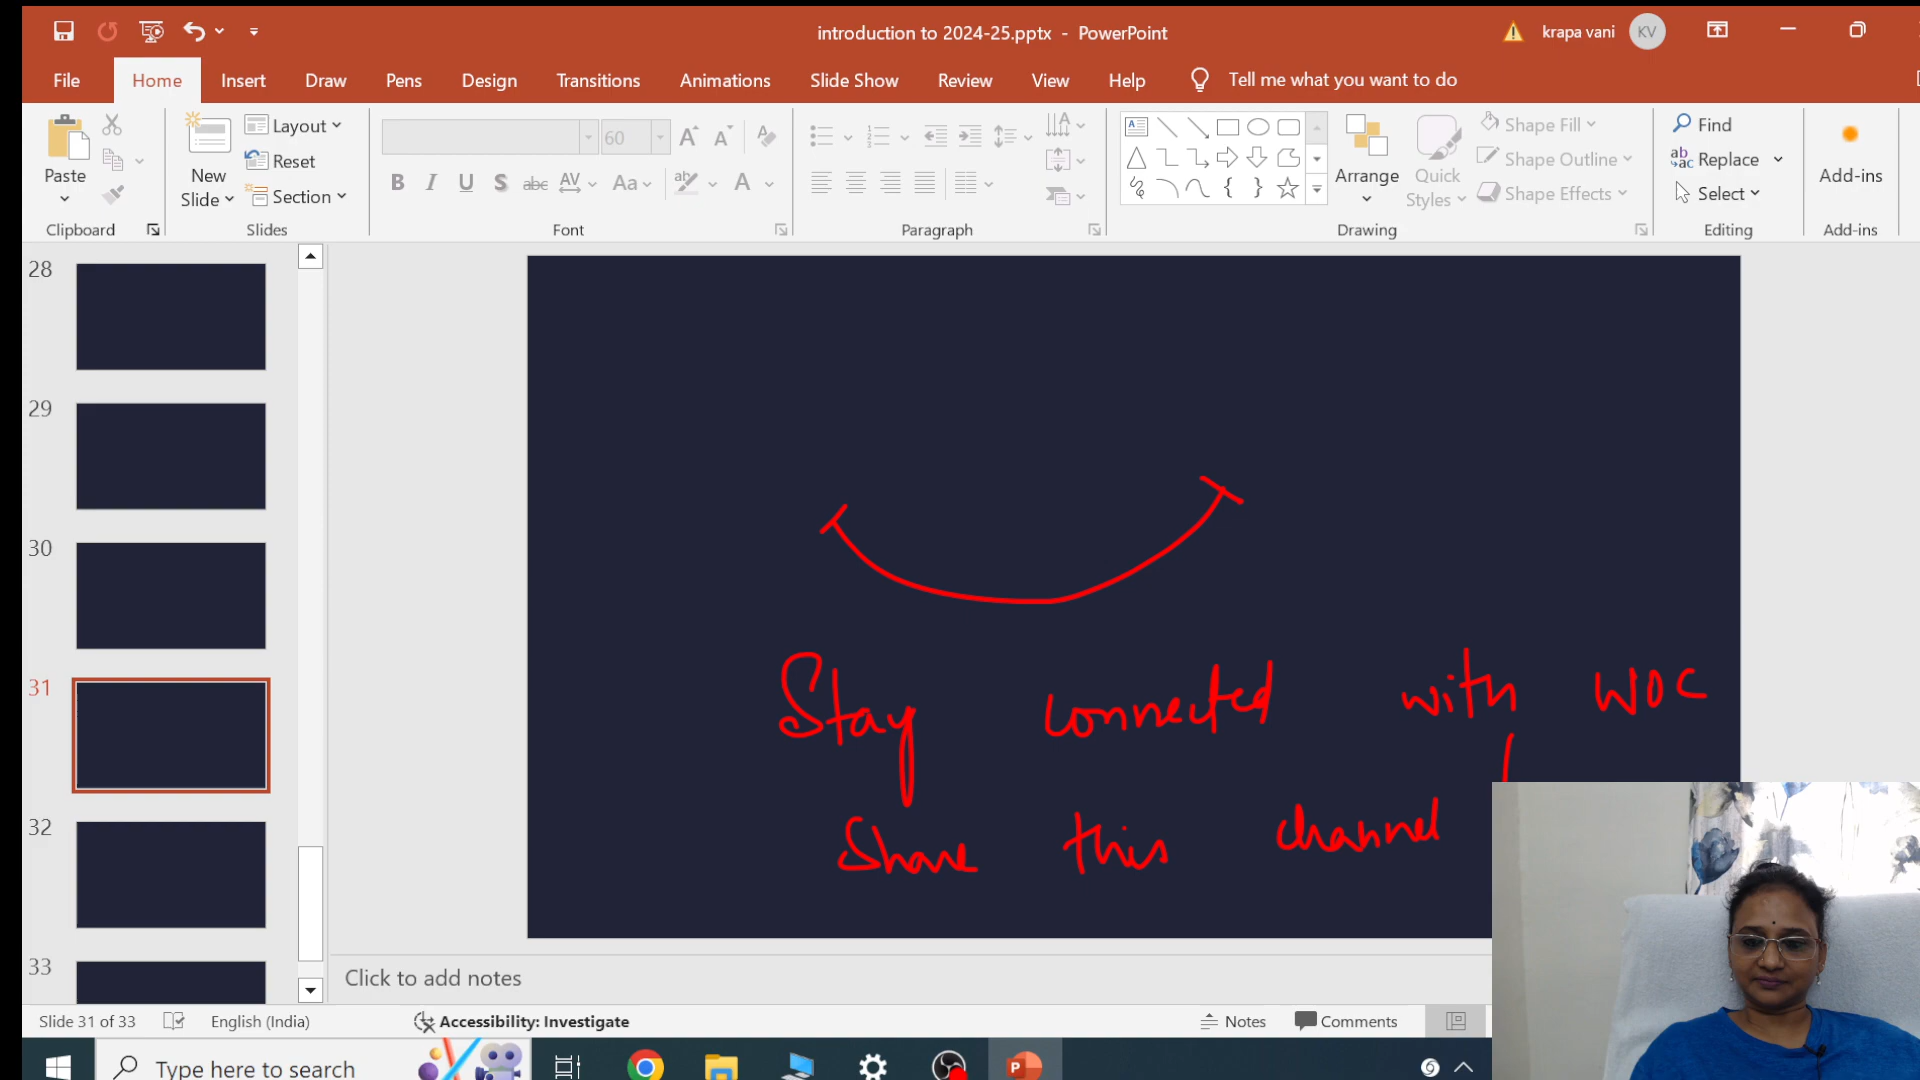 introduction to 2024-25.pptx - PowerPoint
krapa vani
KV
File Home Insert Draw Pens Design Transitions Animations Slide Show Review View Help Tell me what you want to do
Paste
New Slide
Layout
Reset
Section
60
B I U S abc AV Aa A
Arrange
Quick Styles
Shape Fill
Shape Outline
Shape Effects
Find
Replace
Select
Add-ins
Clipboard Slides Font Paragraph Drawing Editing Add-ins
28
29
30
31
32
33
Stay connected with WOC
Share this channel
Click to add notes
Slide 31 of 33 English (India) Accessibility: Investigate Notes Comments
Type here to search